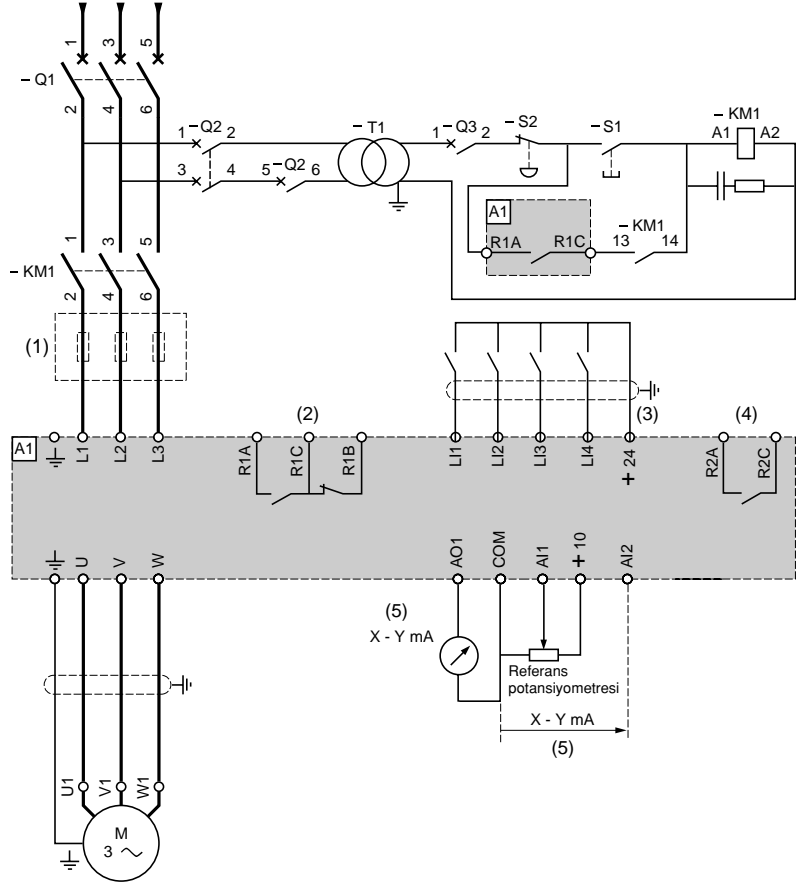 1 3 5
– Q1
2 4 6
1 – Q2 2
– T1
– Q3
1 2
– S2
– S1
– KM1
A1 A2
3 4 5 – Q2 6
A1
R1A R1C
– KM1
13 14
1 3 5
– KM1
2 4 6
(1)
(2)
(3)
(4)
A1
L1 L2 L3
R1A R1C R1B
LI1 LI2 LI3 LI4 + 24
R2A R2C
U V W
AO1 COM AI1 + 10 AI2
(5)
X - Y mA
Referans
potansiyometresi
X - Y mA
(5)
U1 V1 W1
M
3 ~